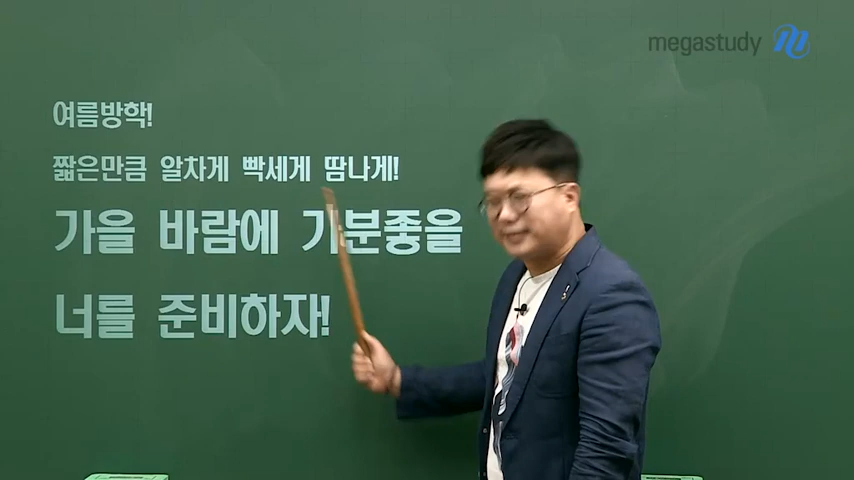 megastudy
여름방학!
짧은만큼 알차게 빡세게 땀나게!
가을 바람에 기분좋을
너를 준비하자!